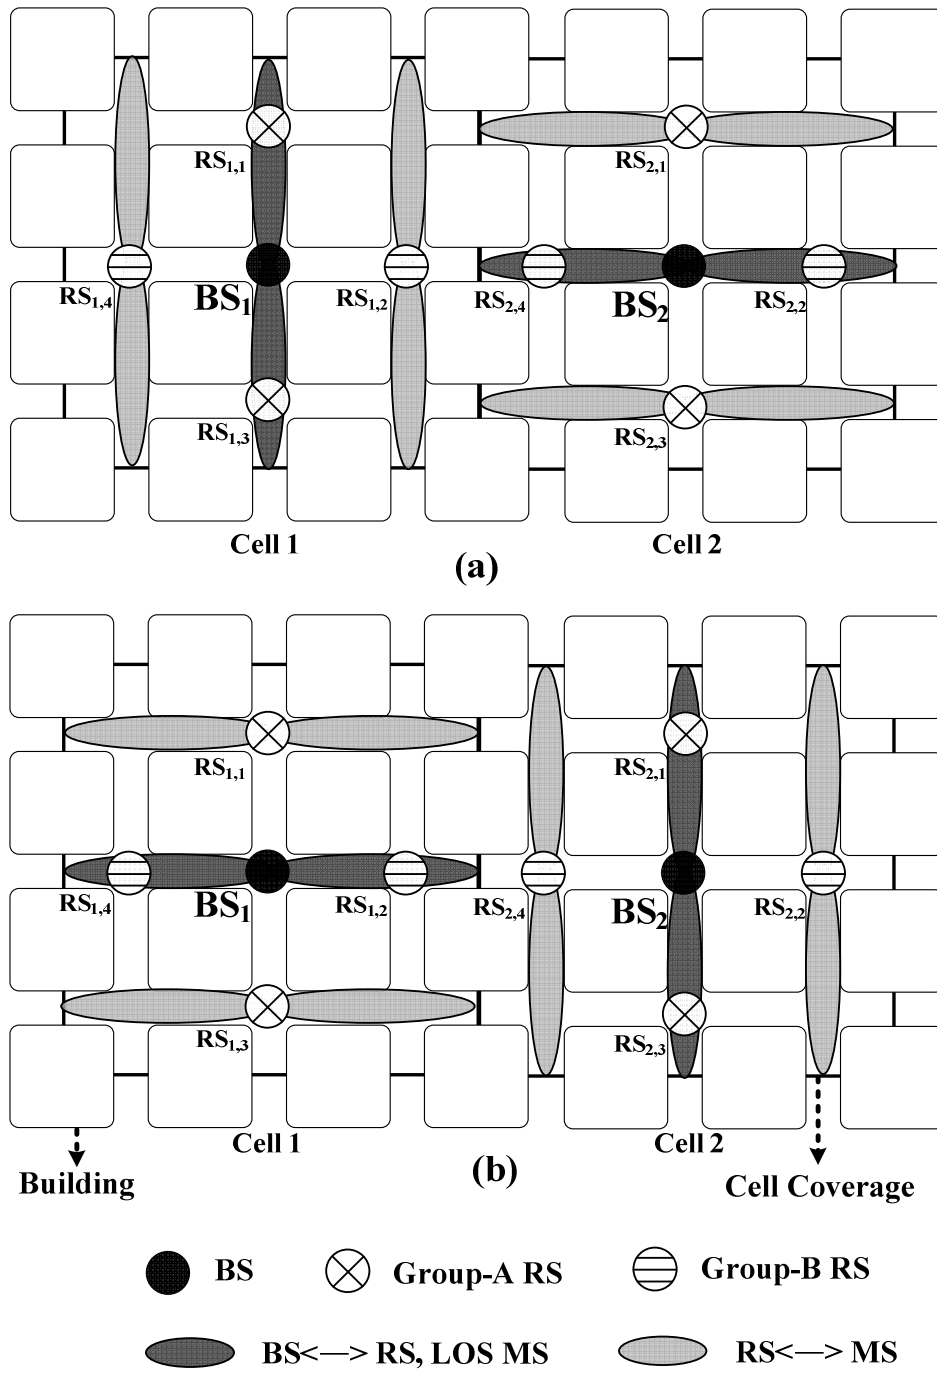 RS1,1 RS2,1
RS1,4 BS1 RS1,2 RS2,4 BS2 RS2,2
RS1,3 RS2,3
Cell 1 Cell 2
(a)
RS1,1 RS2,1
RS1,4 BS1 RS1,2 RS2,4 BS2 RS2,2
RS1,3 RS2,3
Cell 1 Cell 2
(b)
Building Cell Coverage
BS Group-A RS Group-B RS
BS<—> RS, LOS MS RS<—> MS